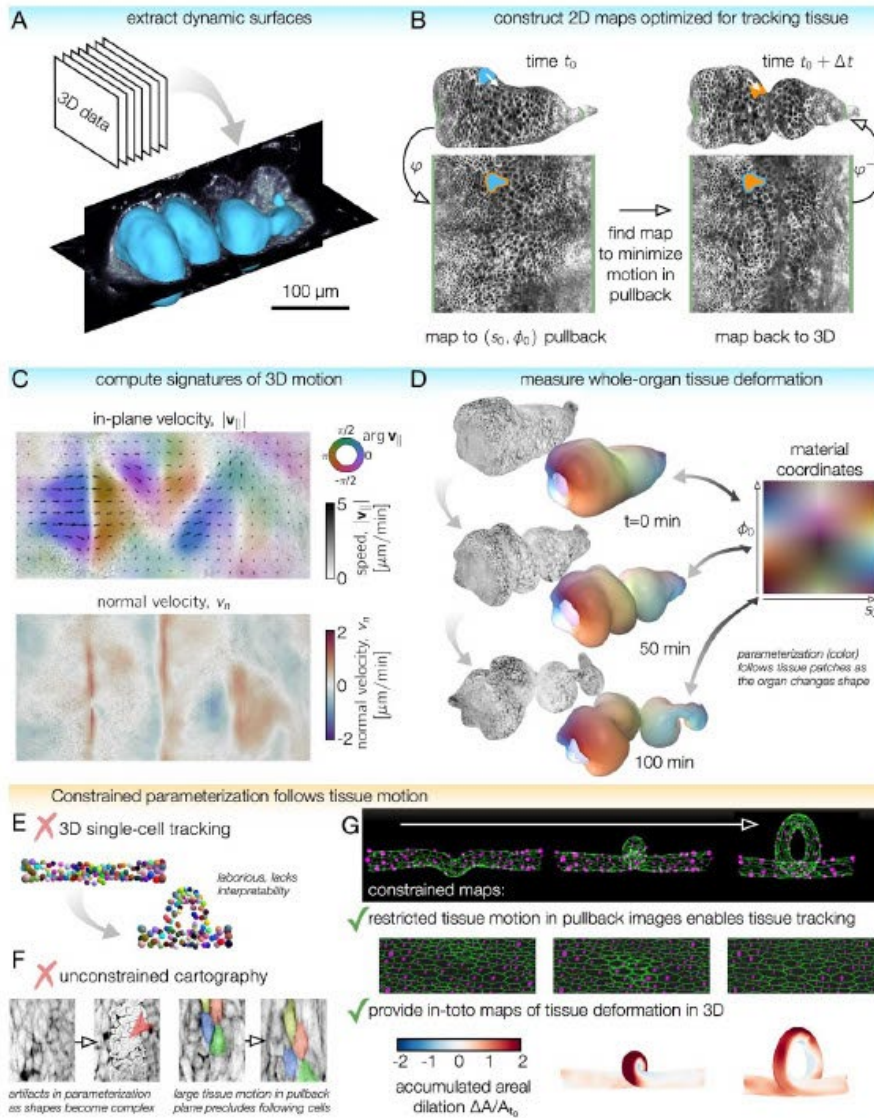 A extract dynamic surfaces
3D data
100 μm
B construct 2D maps optimized for tracking tissue
time t₀
time t₀ + Δt
φ
φ⁻
find map
to minimize
motion in
pullback
map to (s₀, ϕ₀) pullback
map back to 3D
C compute signatures of 3D motion
in-plane velocity, |v∥|
π/2
arg v∥
π
0
-π/2
5
0
speed, |v∥|
[μm/min]
normal velocity, vₙ
2
1
0
-1
-2
normal velocity, vₙ
[μm/min]
D measure whole-organ tissue deformation
t=0 min
50 min
100 min
material
coordinates
ϕ₀
parameterization (color)
follows tissue patches as
the organ changes shape
Constrained parameterization follows tissue motion
E 3D single-cell tracking
laborious, lacks
interpretability
F unconstrained cartography
artifacts in parameterization
as shapes become complex
large tissue motion in pullback
plane precludes following cells
G
constrained maps:
restricted tissue motion in pullback images enables tissue tracking
provide in-toto maps of tissue deformation in 3D
-2 -1 0 1 2
accumulated areal
dilation ΔA/Aₜ₀